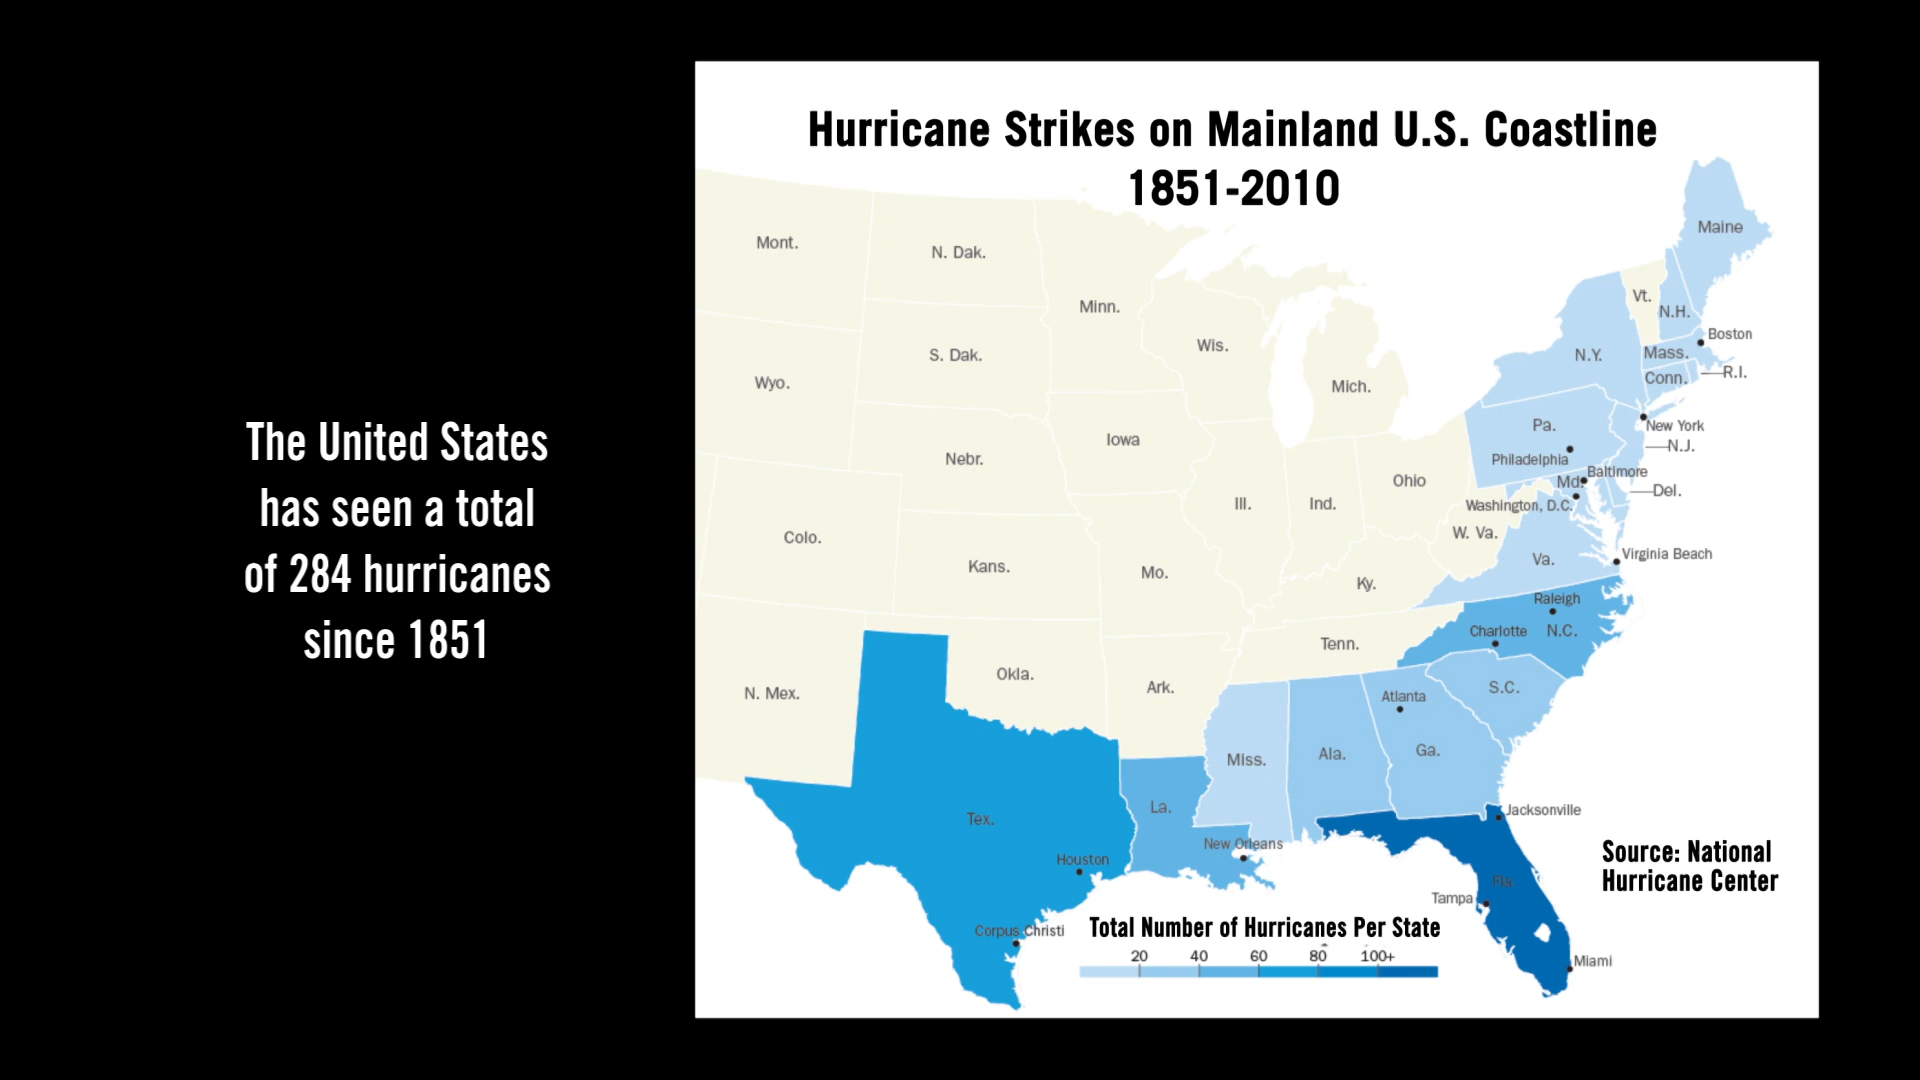 The United States
has seen a total
of 284 hurricanes
since 1851
Hurricane Strikes on Mainland U.S. Coastline
1851-2010
Maine
Mont.
N. Dak.
Minn.
Vt.
N.H.
Boston
S. Dak.
Wis.
N.Y.
Mass.
R.I.
Conn.
Wyo.
Mich.
Pa.
New York
N.J.
Iowa
Nebr.
Philadelphia
Baltimore
Ohio
Md.
Del.
Ill.
Ind.
Washington, D.C.
W. Va.
Colo.
Virginia Beach
Va.
Kans.
Mo.
Ky.
Raleigh
Charlotte
N.C.
Tenn.
Okla.
Ark.
S.C.
N. Mex.
Atlanta
Ga.
Ala.
Miss.
La.
Tex.
Jacksonville
New Orleans
Houston
Source: National
Hurricane Center
Fla.
Tampa
Corpus Christi
Total Number of Hurricanes Per State
20 40 60 80 100+
Miami